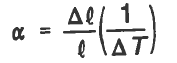 α = Δℓ/ℓ (1/ΔT)